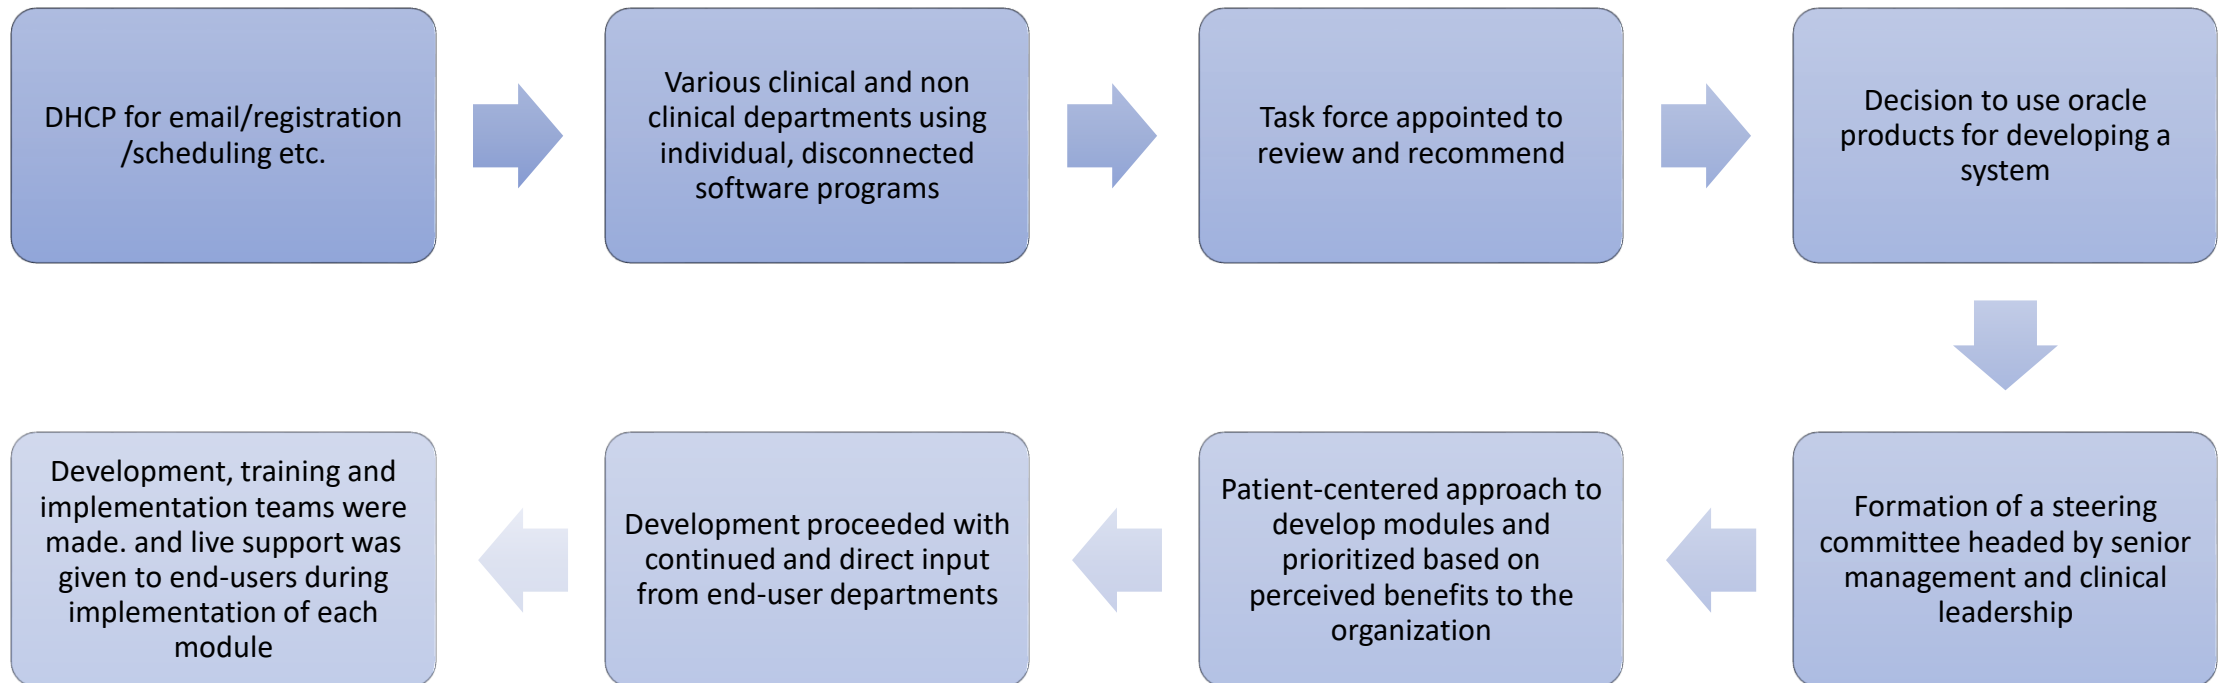 DHCP for email/registration
/scheduling etc.
Various clinical and non
clinical departments using
individual, disconnected
software programs
Task force appointed to
review and recommend
Decision to use oracle
products for developing a
system
Formation of a steering
committee headed by senior
management and clinical
leadership
Patient-centered approach to
develop modules and
prioritized based on
perceived benefits to the
organization
Development proceeded with
continued and direct input
from end-user departments
Development, training and
implementation teams were
made. and live support was
given to end-users during
implementation of each
module